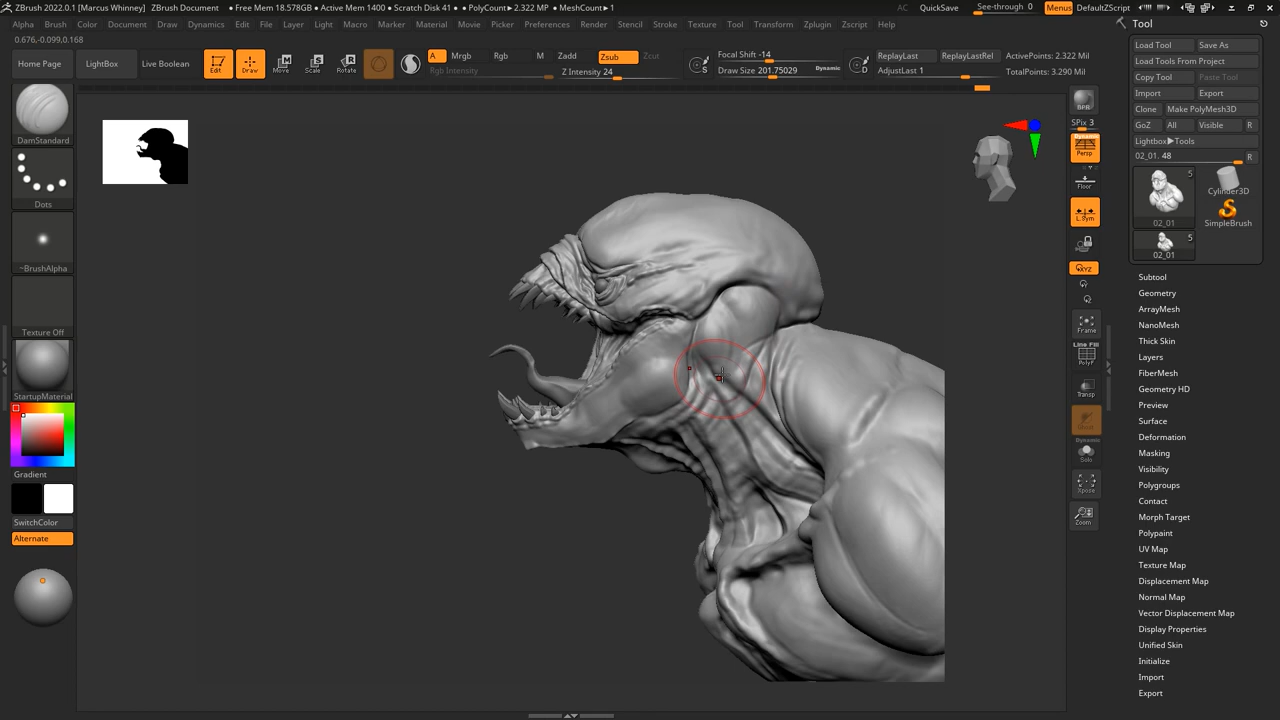 ZBrush 2022.0.1 [Marcus Whinney] ZBrush Document • Free Mem 18.578GB • Active Mem 1400 • Scratch Disk 41 • PolyCount▸2.322 MP • MeshCount▸1 AC QuickSave See-through 0 Menus DefaultZScript
Alpha Brush Color Document Draw Dynamics Edit File Layer Light Macro Marker Material Movie Picker Preferences Render Stencil Stroke Texture Tool Transform Zplugin Zscript Help
0.676,-0.099,0.168
Home Page LightBox Live Boolean Edit Draw Move Scale Rotate
A Mrgb Rgb M Zadd Zsub Zcut
Rgb Intensity Z Intensity 24
S Focal Shift -14
Draw Size 201.75029 Dynamic
D ReplayLast ReplayLastRel
AdjustLast 1
ActivePoints: 2.322 Mil
TotalPoints: 3.290 Mil
DamStandard
Dots
~BrushAlpha
Texture Off
StartupMaterial
Gradient
SwitchColor
Alternate
BPR
SPix 3
Dynamic
Persp
Floor
L.Sym
XYZ
Frame
Line Fill
PolyF
Transp
Dynamic
Solo
Xpose
Zoom
Tool
Load Tool Save As
Load Tools From Project
Copy Tool Paste Tool
Import Export
Clone Make PolyMesh3D
GoZ All Visible R
Lightbox▶Tools
02_01. 48 R
5
02_01
Cylinder3D
SimpleBrush
5
02_01
Subtool
Geometry
ArrayMesh
NanoMesh
Thick Skin
Layers
FiberMesh
Geometry HD
Preview
Surface
Deformation
Masking
Visibility
Polygroups
Contact
Morph Target
Polypaint
UV Map
Texture Map
Displacement Map
Normal Map
Vector Displacement Map
Display Properties
Unified Skin
Initialize
Import
Export